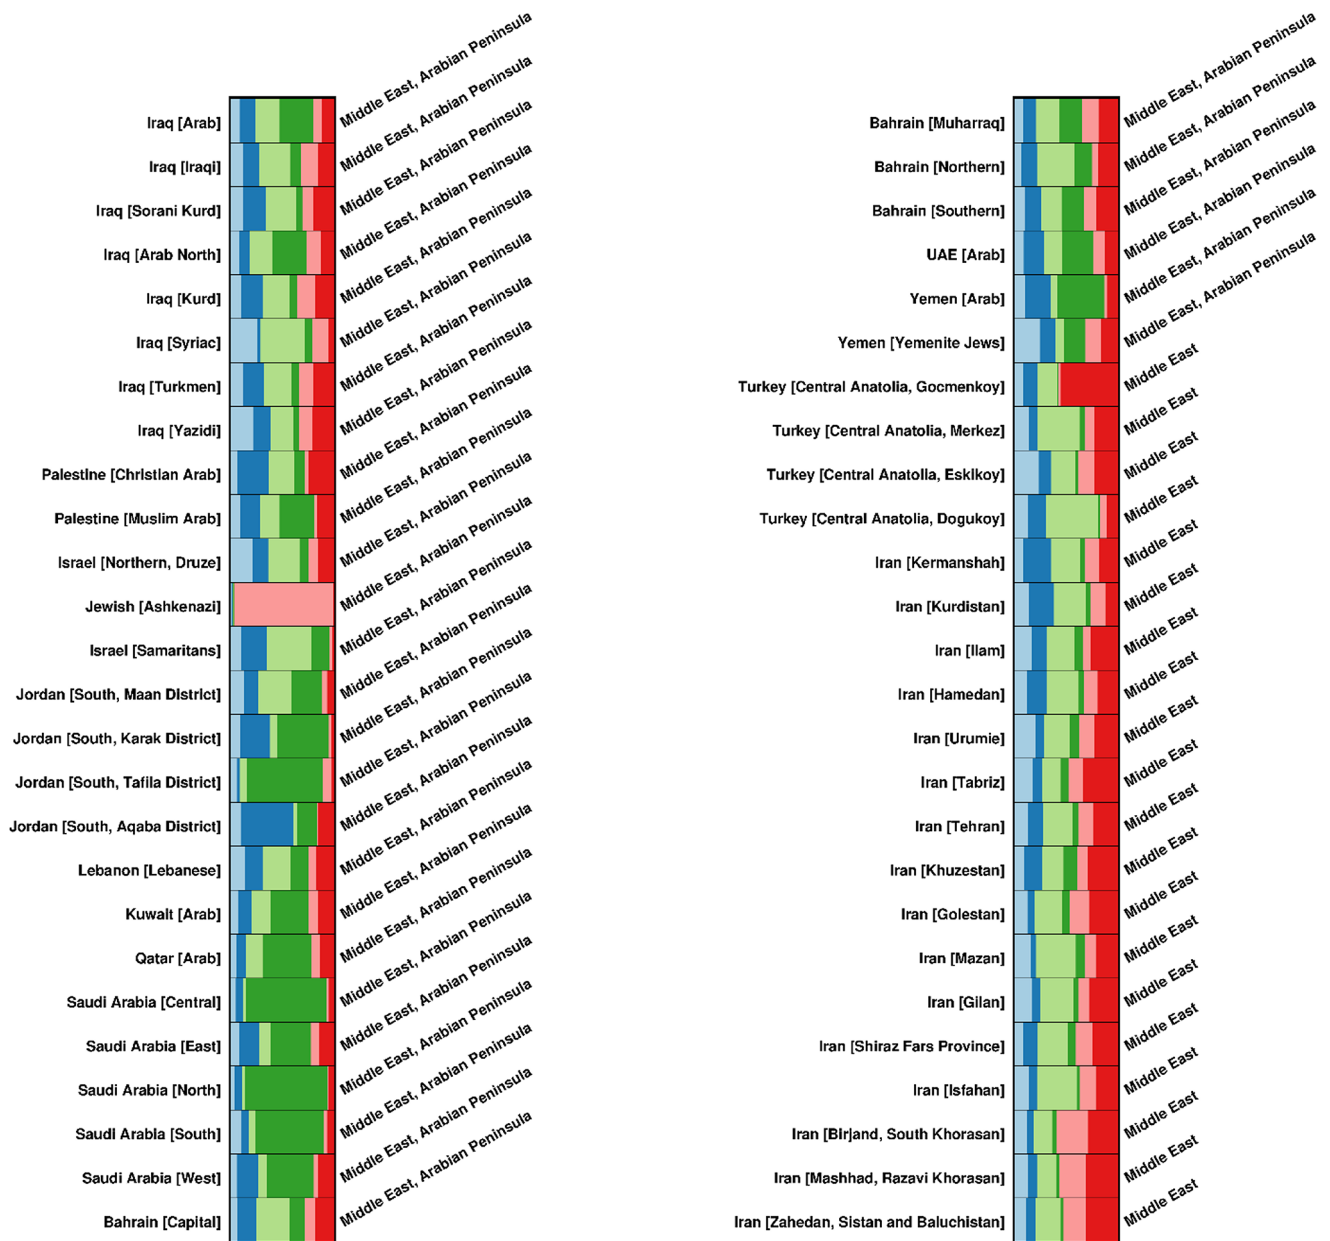 Iraq [Arab] Middle East, Arabian Peninsula
Iraq [Iraqi] Middle East, Arabian Peninsula
Iraq [Sorani Kurd] Middle East, Arabian Peninsula
Iraq [Arab North] Middle East, Arabian Peninsula
Iraq [Kurd] Middle East, Arabian Peninsula
Iraq [Syriac] Middle East, Arabian Peninsula
Iraq [Turkmen] Middle East, Arabian Peninsula
Iraq [Yazidi] Middle East, Arabian Peninsula
Palestine [Christian Arab] Middle East, Arabian Peninsula
Palestine [Muslim Arab] Middle East, Arabian Peninsula
Israel [Northern, Druze] Middle East, Arabian Peninsula
Jewish [Ashkenazi] Middle East, Arabian Peninsula
Israel [Samaritans] Middle East, Arabian Peninsula
Jordan [South, Maan District] Middle East, Arabian Peninsula
Jordan [South, Karak District] Middle East, Arabian Peninsula
Jordan [South, Tafila District] Middle East, Arabian Peninsula
Jordan [South, Aqaba District] Middle East, Arabian Peninsula
Lebanon [Lebanese] Middle East, Arabian Peninsula
Kuwait [Arab] Middle East, Arabian Peninsula
Qatar [Arab] Middle East, Arabian Peninsula
Saudi Arabia [Central] Middle East, Arabian Peninsula
Saudi Arabia [East] Middle East, Arabian Peninsula
Saudi Arabia [North] Middle East, Arabian Peninsula
Saudi Arabia [South] Middle East, Arabian Peninsula
Saudi Arabia [West] Middle East, Arabian Peninsula
Bahrain [Capital] Middle East, Arabian Peninsula
Bahrain [Muharraq] Middle East, Arabian Peninsula
Bahrain [Northern] Middle East, Arabian Peninsula
Bahrain [Southern] Middle East, Arabian Peninsula
UAE [Arab] Middle East, Arabian Peninsula
Yemen [Arab] Middle East, Arabian Peninsula
Yemen [Yemenite Jews] Middle East, Arabian Peninsula
Turkey [Central Anatolia, Gocmenkoy] Middle East
Turkey [Central Anatolia, Merkez] Middle East
Turkey [Central Anatolia, Eskikoy] Middle East
Turkey [Central Anatolia, Dogukoy] Middle East
Iran [Kermanshah] Middle East
Iran [Kurdistan] Middle East
Iran [Ilam] Middle East
Iran [Hamedan] Middle East
Iran [Urumie] Middle East
Iran [Tabriz] Middle East
Iran [Tehran] Middle East
Iran [Khuzestan] Middle East
Iran [Golestan] Middle East
Iran [Mazan] Middle East
Iran [Gilan] Middle East
Iran [Shiraz Fars Province] Middle East
Iran [Isfahan] Middle East
Iran [Birjand, South Khorasan] Middle East
Iran [Mashhad, Razavi Khorasan] Middle East
Iran [Zahedan, Sistan and Baluchistan] Middle East